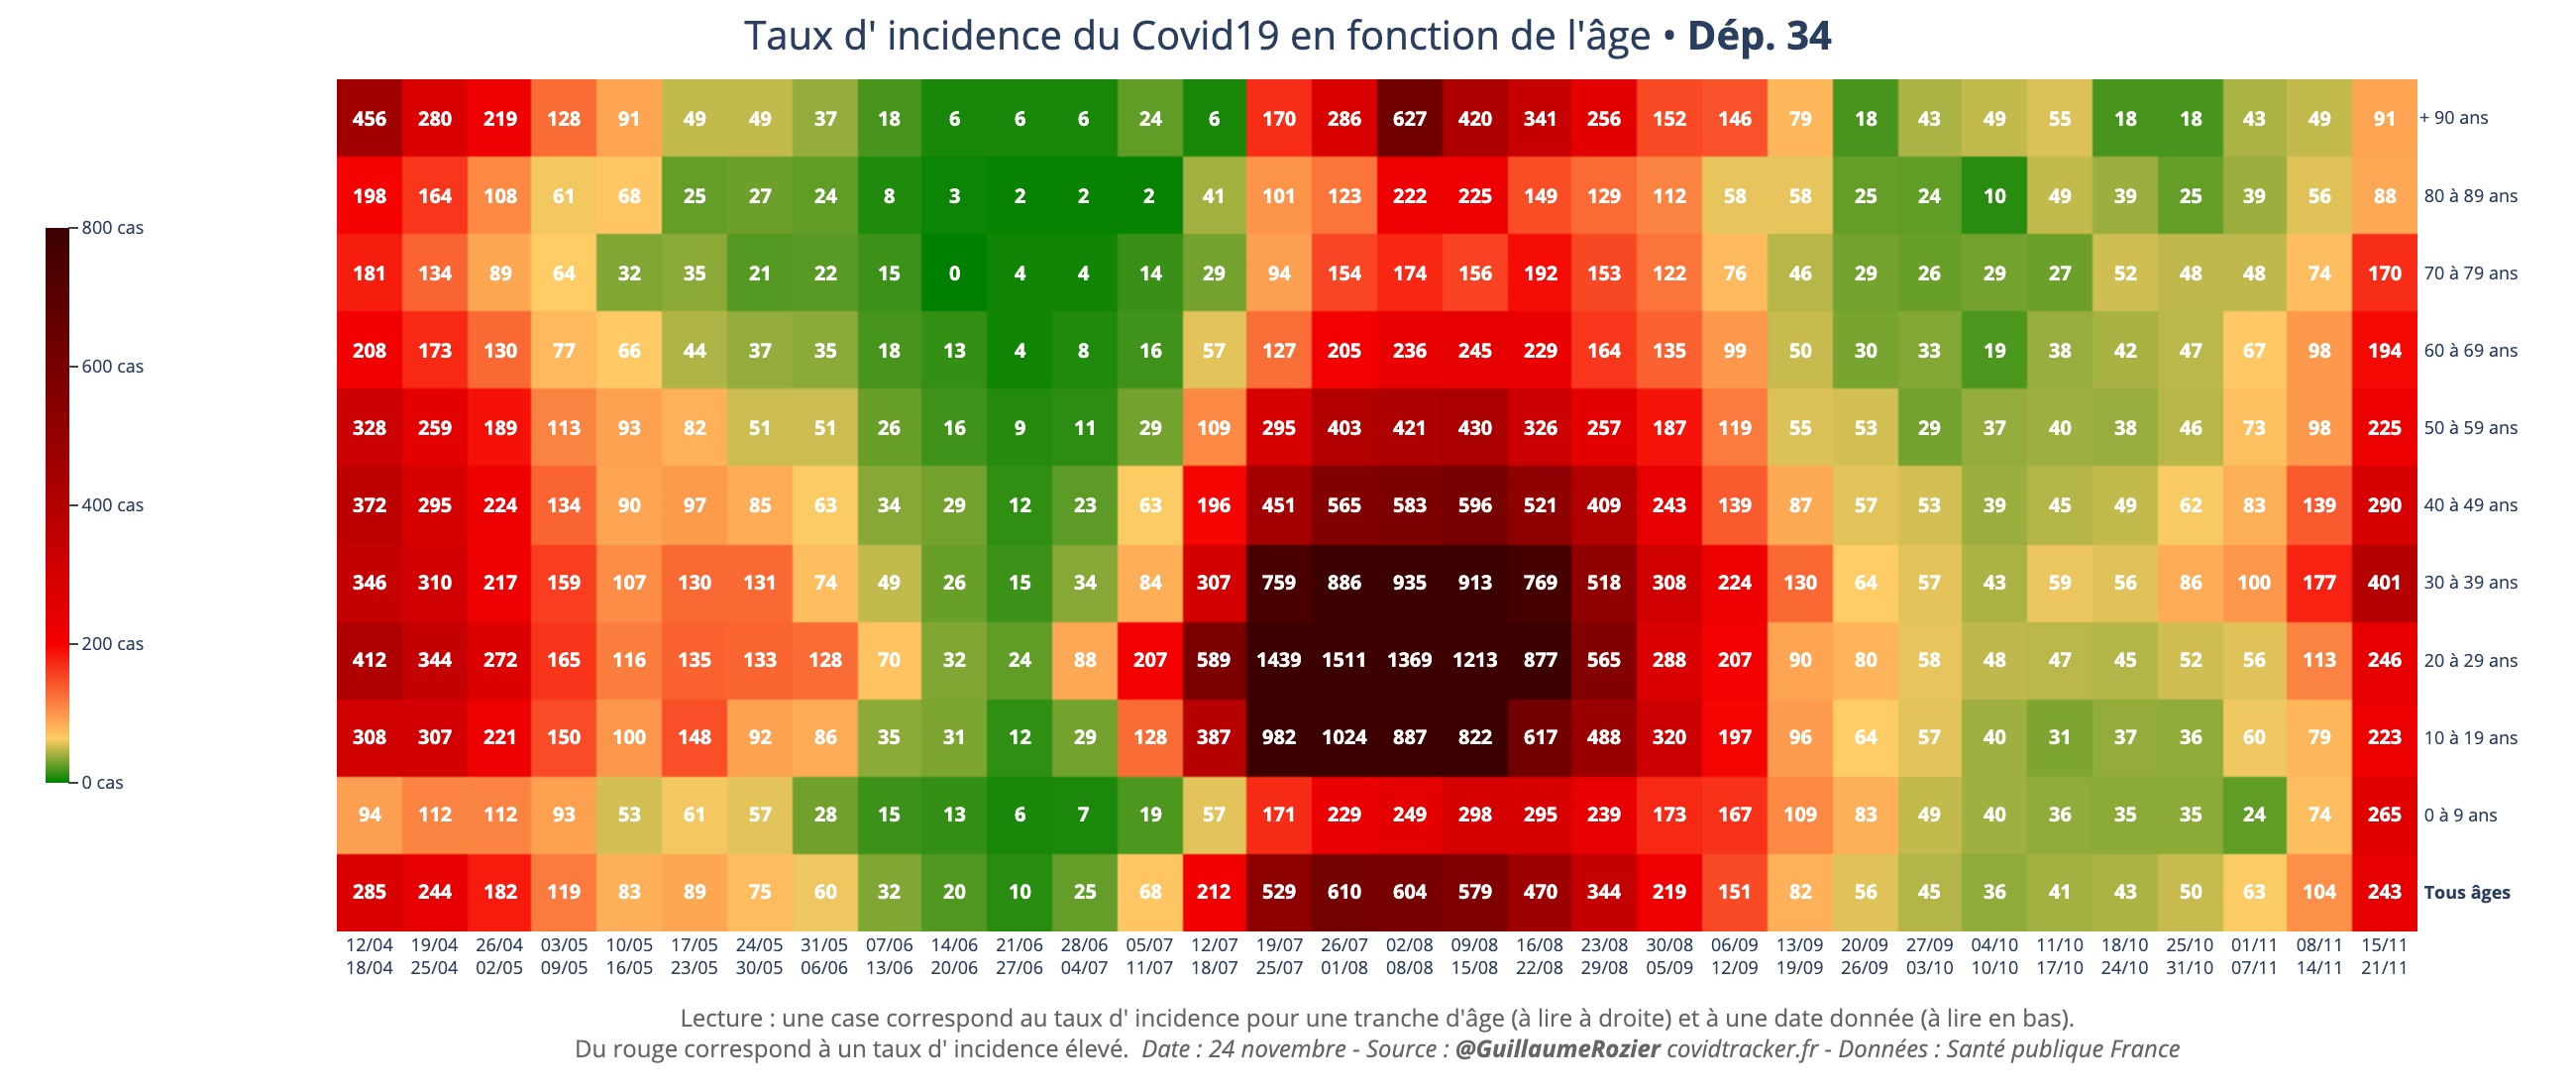 Taux d' incidence du Covid19 en fonction de l'âge • Dép. 34
456 280 219 128 91 49 49 37 18 6 6 6 24 6 170 286 627 420 341 256 152 146 79 18 43 49 55 18 18 43 49 91 + 90 ans
198 164 108 61 68 25 27 24 8 3 2 2 2 41 101 123 222 225 149 129 112 58 58 25 24 10 49 39 25 39 56 88 80 à 89 ans
800 cas
181 134 89 64 32 35 21 22 15 0 4 4 14 29 94 154 174 156 192 153 122 76 46 29 26 29 27 52 48 48 74 170 70 à 79 ans
208 173 130 77 66 44 37 35 18 13 4 8 16 57 127 205 236 245 229 164 135 99 50 30 33 19 38 42 47 67 98 194 60 à 69 ans
600 cas
328 259 189 113 93 82 51 51 26 16 9 11 29 109 295 403 421 430 326 257 187 119 55 53 29 37 40 38 46 73 98 225 50 à 59 ans
400 cas
372 295 224 134 90 97 85 63 34 29 12 23 63 196 451 565 583 596 521 409 243 139 87 57 53 39 45 49 62 83 139 290 40 à 49 ans
346 310 217 159 107 130 131 74 49 26 15 34 84 307 759 886 935 913 769 518 308 224 130 64 57 43 59 56 86 100 177 401 30 à 39 ans
200 cas
412 344 272 165 116 135 133 128 70 32 24 88 207 589 1439 1511 1369 1213 877 565 288 207 90 80 58 48 47 45 52 56 113 246 20 à 29 ans
308 307 221 150 100 148 92 86 35 31 12 29 128 387 982 1024 887 822 617 488 320 197 96 64 57 40 31 37 36 60 79 223 10 à 19 ans
0 cas
94 112 112 93 53 61 57 28 15 13 6 7 19 57 171 229 249 298 295 239 173 167 109 83 49 40 36 35 35 24 74 265 0 à 9 ans
285 244 182 119 83 89 75 60 32 20 10 25 68 212 529 610 604 579 470 344 219 151 82 56 45 36 41 43 50 63 104 243 Tous âges
12/04 19/04 26/04 03/05 10/05 17/05 24/05 31/05 07/06 14/06 21/06 28/06 05/07 12/07 19/07 26/07 02/08 09/08 16/08 23/08 30/08 06/09 13/09 20/09 27/09 04/10 11/10 18/10 25/10 01/11 08/11 15/11
18/04 25/04 02/05 09/05 16/05 23/05 30/05 06/06 13/06 20/06 27/06 04/07 11/07 18/07 25/07 01/08 08/08 15/08 22/08 29/08 05/09 12/09 19/09 26/09 03/10 10/10 17/10 24/10 31/10 07/11 14/11 21/11
Lecture : une case correspond au taux d' incidence pour une tranche d'âge (à lire à droite) et à une date donnée (à lire en bas).
Du rouge correspond à un taux d' incidence élevé. Date : 24 novembre - Source : @GuillaumeRozier covidtracker.fr - Données : Santé publique France